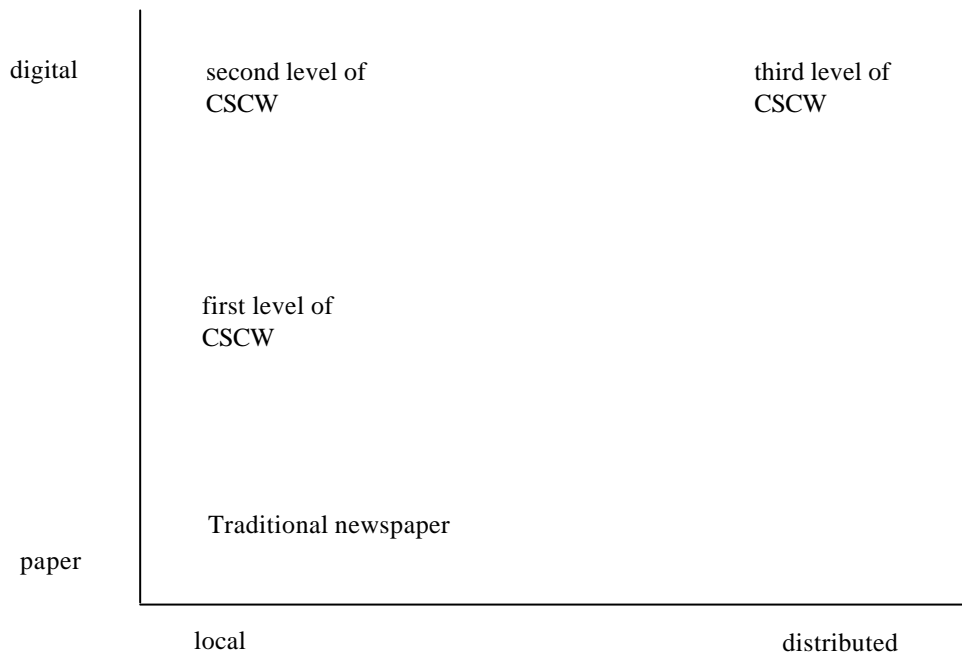 digital
second level of
CSCW
third level of
CSCW
first level of
CSCW
Traditional newspaper
paper
local
distributed